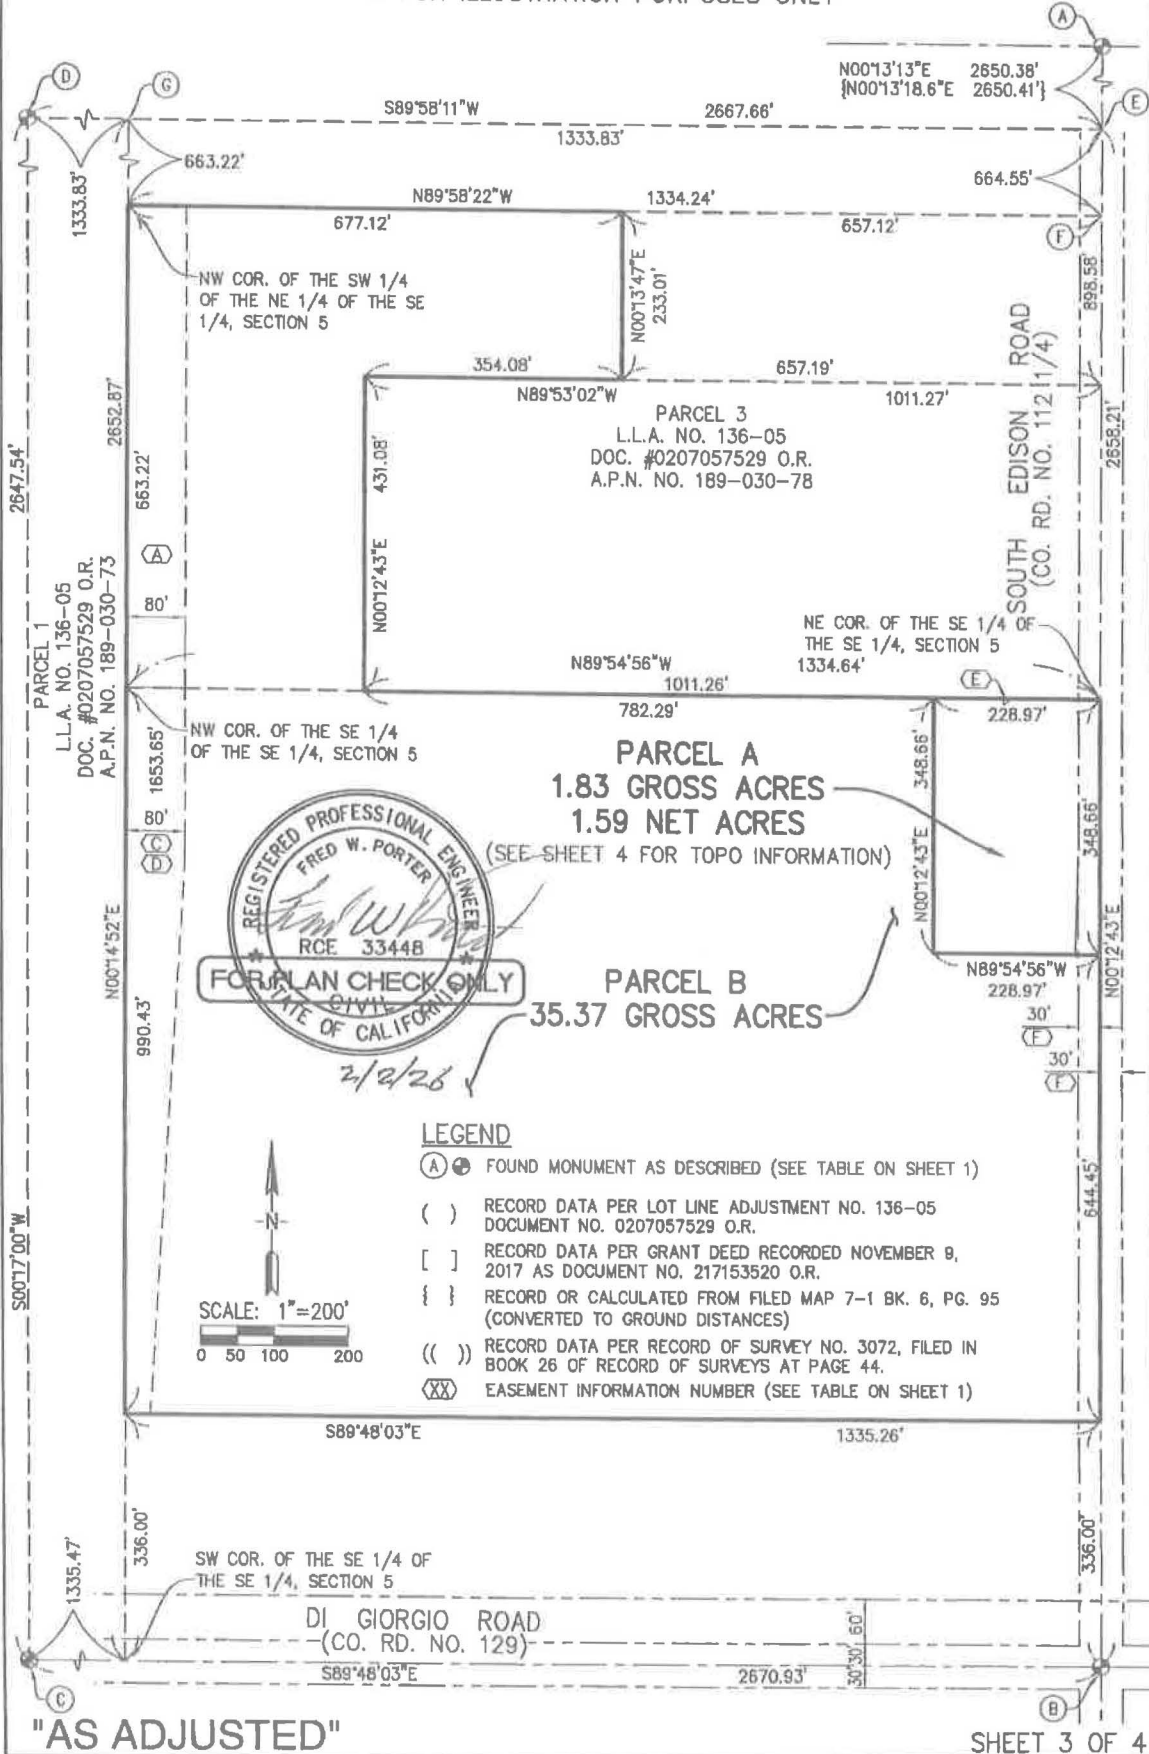 A
N00°13'13"E 2650.38'
{N00°13'18.6"E 2650.41'}
D
G
E
S89°58'11"W 2667.66'
1333.83'
1333.83'
663.22'
664.55'
N89°58'22"W 1334.24'
677.12'
657.12'
F
NW COR. OF THE SW 1/4
OF THE NE 1/4 OF THE SE
1/4, SECTION 5
N00°13'47"E
233.01'
898.58'
354.08'
657.19'
N89°53'02"W
1011.27'
PARCEL 3
L.L.A. NO. 136-05
DOC. #0207057529 O.R.
A.P.N. NO. 189-030-78
SOUTH EDISON ROAD
(CO. RD. NO. 112 1/4)
2658.21'
2647.54'
2652.87'
663.22'
431.08'
N00°12'43"E
A
80'
PARCEL 1
L.L.A. NO. 136-05
DOC. #0207057529 O.R.
A.P.N. NO. 189-030-73
NE COR. OF THE SE 1/4 OF
THE SE 1/4, SECTION 5
1334.64'
N89°54'56"W
1011.26'
E
782.29'
228.97'
NW COR. OF THE SE 1/4
OF THE SE 1/4, SECTION 5
1653.65'
80'
C
D
PARCEL A
1.83 GROSS ACRES
1.59 NET ACRES
(SEE SHEET 4 FOR TOPO INFORMATION)
348.66'
N00°12'43"E
348.66'
REGISTERED PROFESSIONAL ENGINEER
FRED W. PORTER
RCE 33448
FOR PLAN CHECK ONLY
CIVIL
STATE OF CALIFORNIA
2/2/26
N00°14'52"E
990.43'
PARCEL B
35.37 GROSS ACRES
N89°54'56"W
228.97'
N00°12'43"E
30'
F
30'
F
644.45'
LEGEND
A FOUND MONUMENT AS DESCRIBED (SEE TABLE ON SHEET 1)
( ) RECORD DATA PER LOT LINE ADJUSTMENT NO. 136-05
DOCUMENT NO. 0207057529 O.R.
[ ] RECORD DATA PER GRANT DEED RECORDED NOVEMBER 9,
2017 AS DOCUMENT NO. 217153520 O.R.
{ } RECORD OR CALCULATED FROM FILED MAP 7-1 BK. 6, PG. 95
(CONVERTED TO GROUND DISTANCES)
(( )) RECORD DATA PER RECORD OF SURVEY NO. 3072, FILED IN
BOOK 26 OF RECORD OF SURVEYS AT PAGE 44.
XX EASEMENT INFORMATION NUMBER (SEE TABLE ON SHEET 1)
-N-
SCALE: 1"=200'
0 50 100 200
S00°17'00"W
S89°48'03"E
1335.26'
1335.47'
336.00'
336.00'
SW COR. OF THE SE 1/4 OF
THE SE 1/4, SECTION 5
DI GIORGIO ROAD
(CO. RD. NO. 129)
S89°48'03"E
2670.93'
30' 30' 60'
C
B
"AS ADJUSTED"
SHEET 3 OF 4